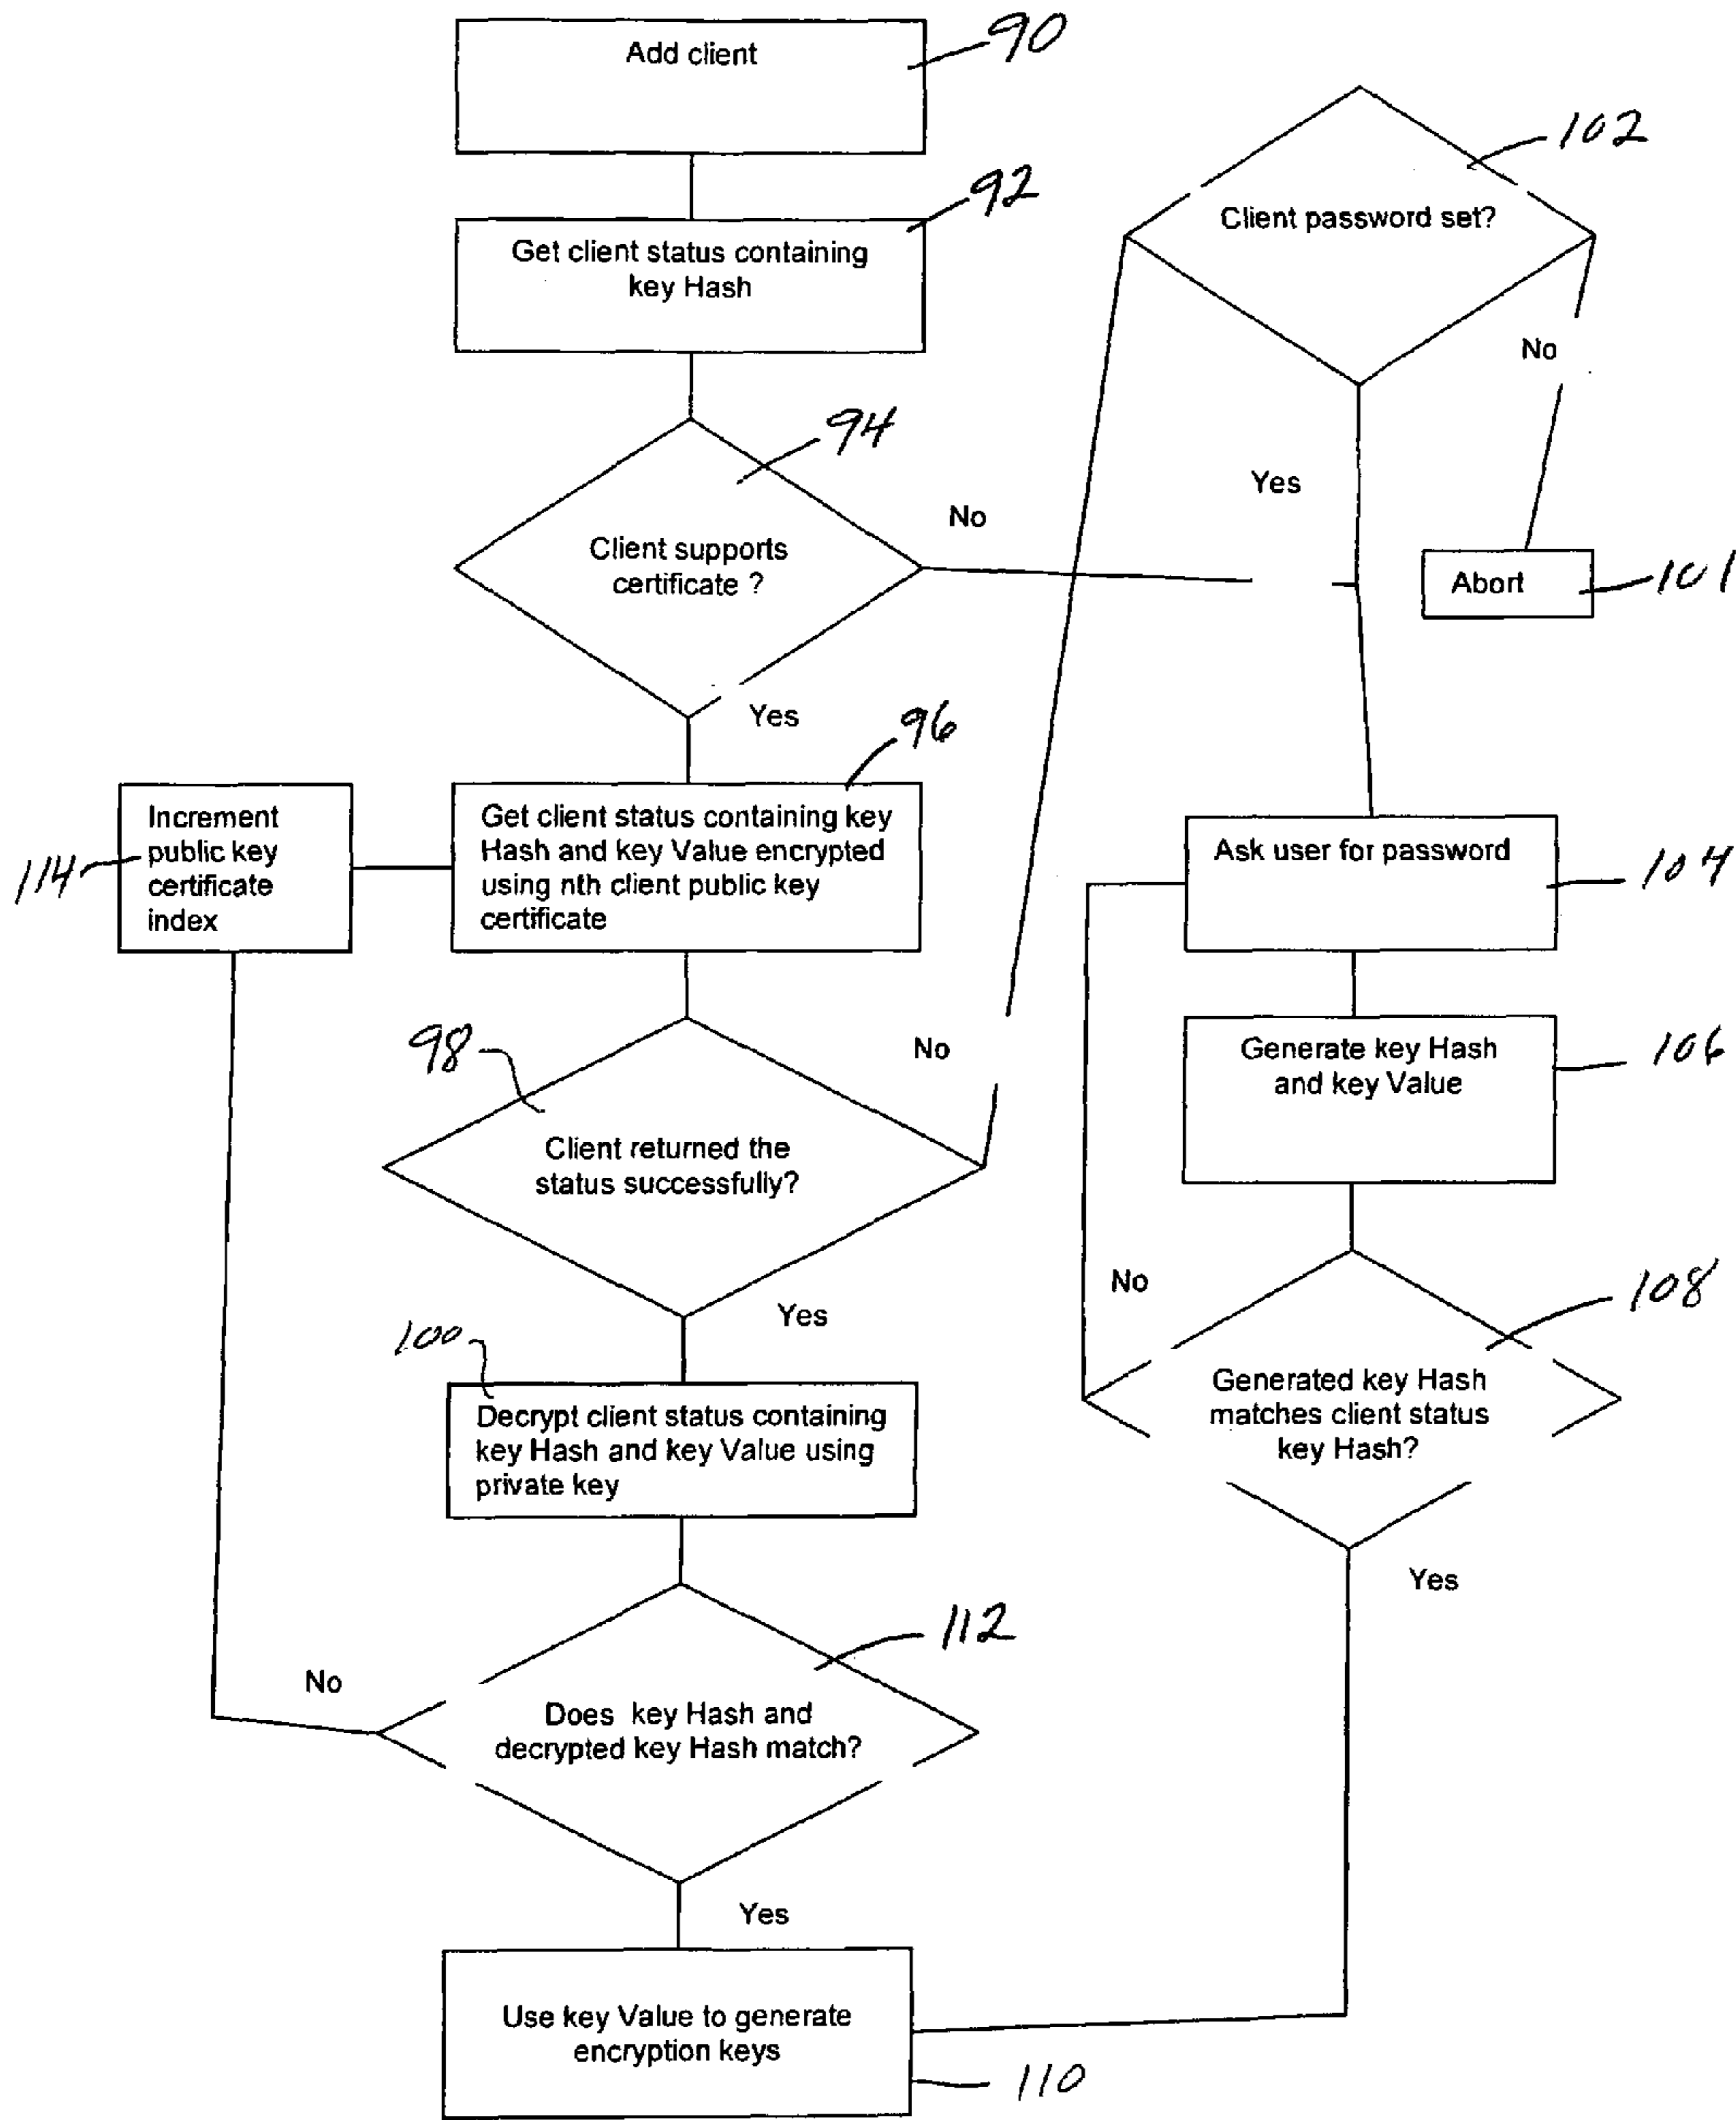 Add client
90
Get client status containing
key Hash
92
Client password set?
102
No
Yes
Abort
101
Client supports
certificate ?
94
No
Yes
Increment
public key
certificate
index
114
Get client status containing key
Hash and key Value encrypted
using nth client public key
certificate
96
Ask user for password
104
Generate key Hash
and key Value
106
Client returned the
status successfully?
98
No
Yes
Generated key Hash
matches client status
key Hash?
108
No
Yes
100
Decrypt client status containing
key Hash and key Value using
private key
Does key Hash and
decrypted key Hash match?
112
No
Yes
Use key Value to generate
encryption keys
110